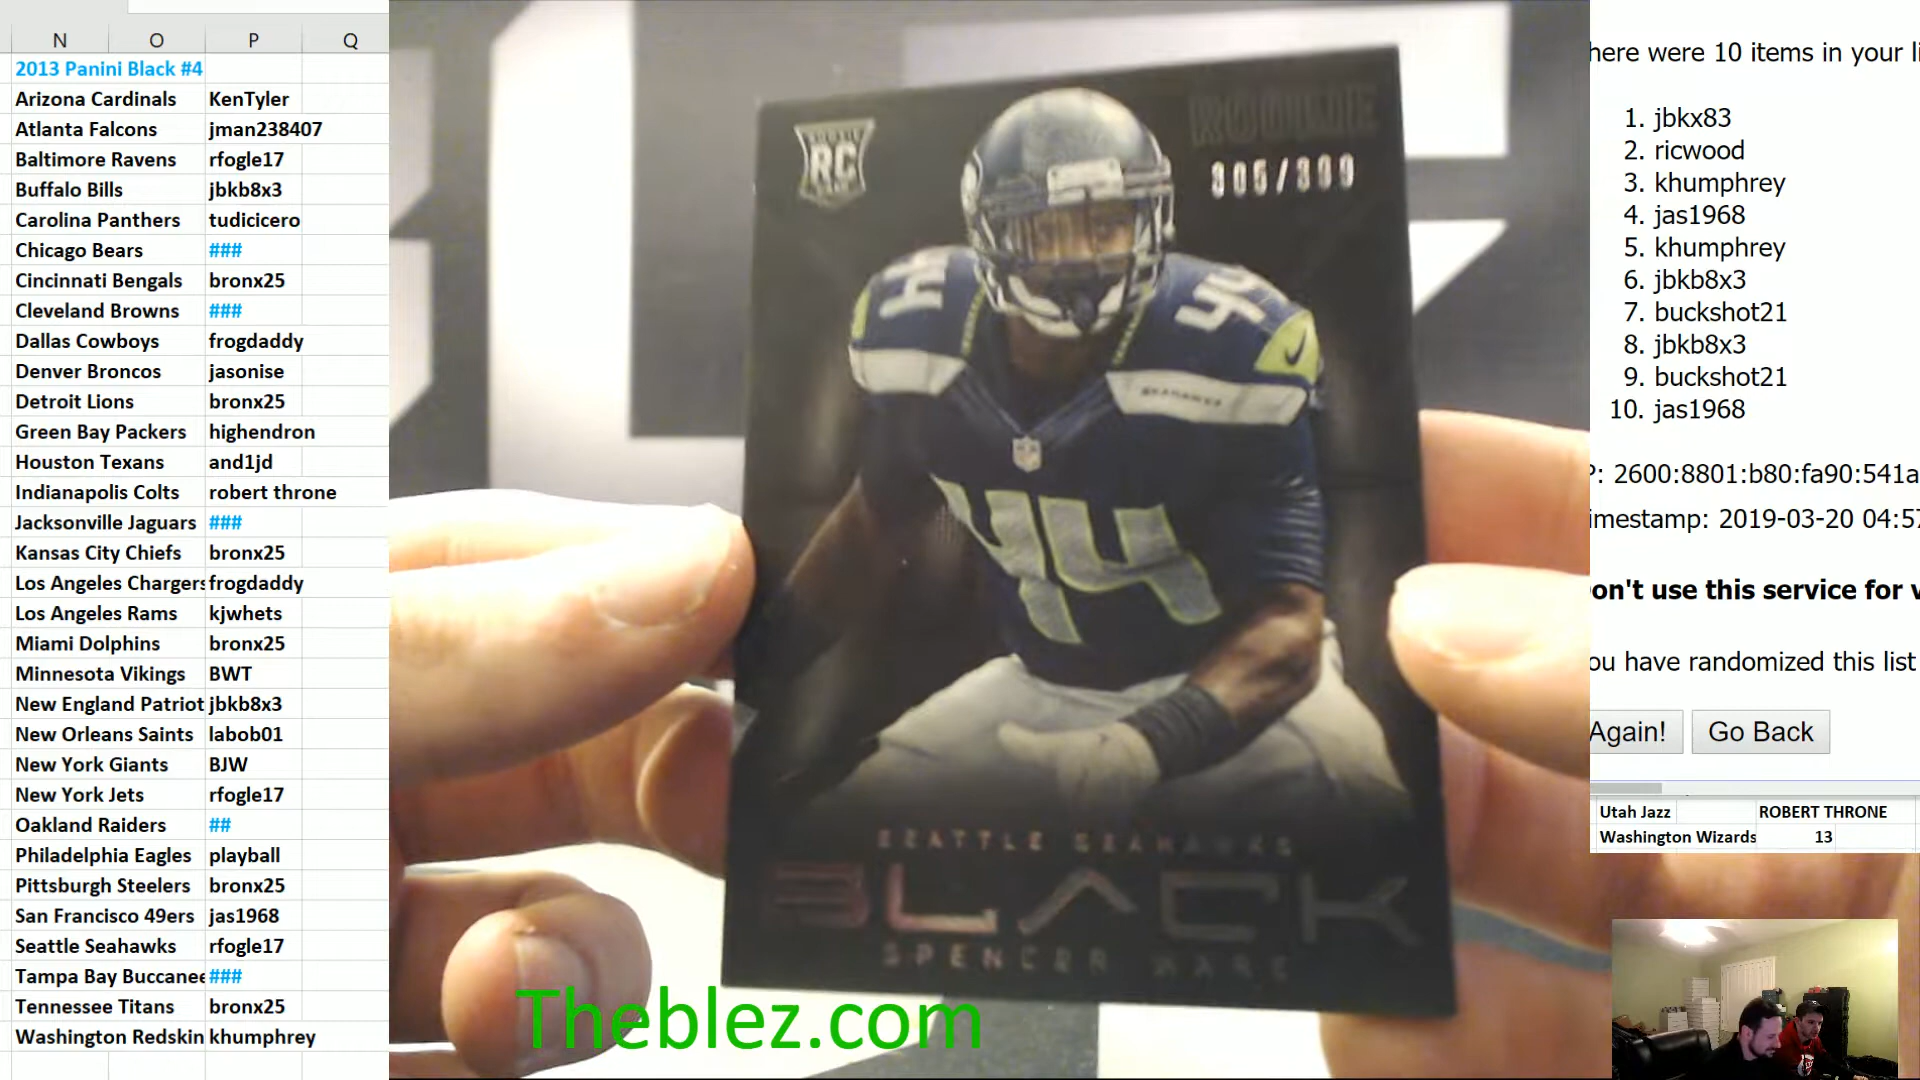 N O P Q
2013 Panini Black #4
Arizona Cardinals KenTyler
Atlanta Falcons jman238407
Baltimore Ravens rfogle17
Buffalo Bills jbkb8x3
Carolina Panthers tudicicero
Chicago Bears ###
Cincinnati Bengals bronx25
Cleveland Browns ###
Dallas Cowboys frogdaddy
Denver Broncos jasonise
Detroit Lions bronx25
Green Bay Packers highendron
Houston Texans and1jd
Indianapolis Colts robert throne
Jacksonville Jaguars ###
Kansas City Chiefs bronx25
Los Angeles Chargers frogdaddy
Los Angeles Rams kjwhets
Miami Dolphins bronx25
Minnesota Vikings BWT
New England Patriot jbkb8x3
New Orleans Saints labob01
New York Giants BJW
New York Jets rfogle17
Oakland Raiders ##
Philadelphia Eagles playball
Pittsburgh Steelers bronx25
San Francisco 49ers jas1968
Seattle Seahawks rfogle17
Tampa Bay Buccanee ###
Tennessee Titans bronx25
Washington Redskin khumphrey
RC
ROOKIE
305/399
44
44
SEAHAWKS
44
SEATTLE SEAHAWKS
BLACK
SPENCER WARE
Theblez.com
here were 10 items in your li
1. jbkx83
2. ricwood
3. khumphrey
4. jas1968
5. khumphrey
6. jbkb8x3
7. buckshot21
8. jbkb8x3
9. buckshot21
10. jas1968
P: 2600:8801:b80:fa90:541a
imestamp: 2019-03-20 04:57
on't use this service for v
ou have randomized this list
Again! Go Back
Utah Jazz ROBERT THRONE
Washington Wizards 13